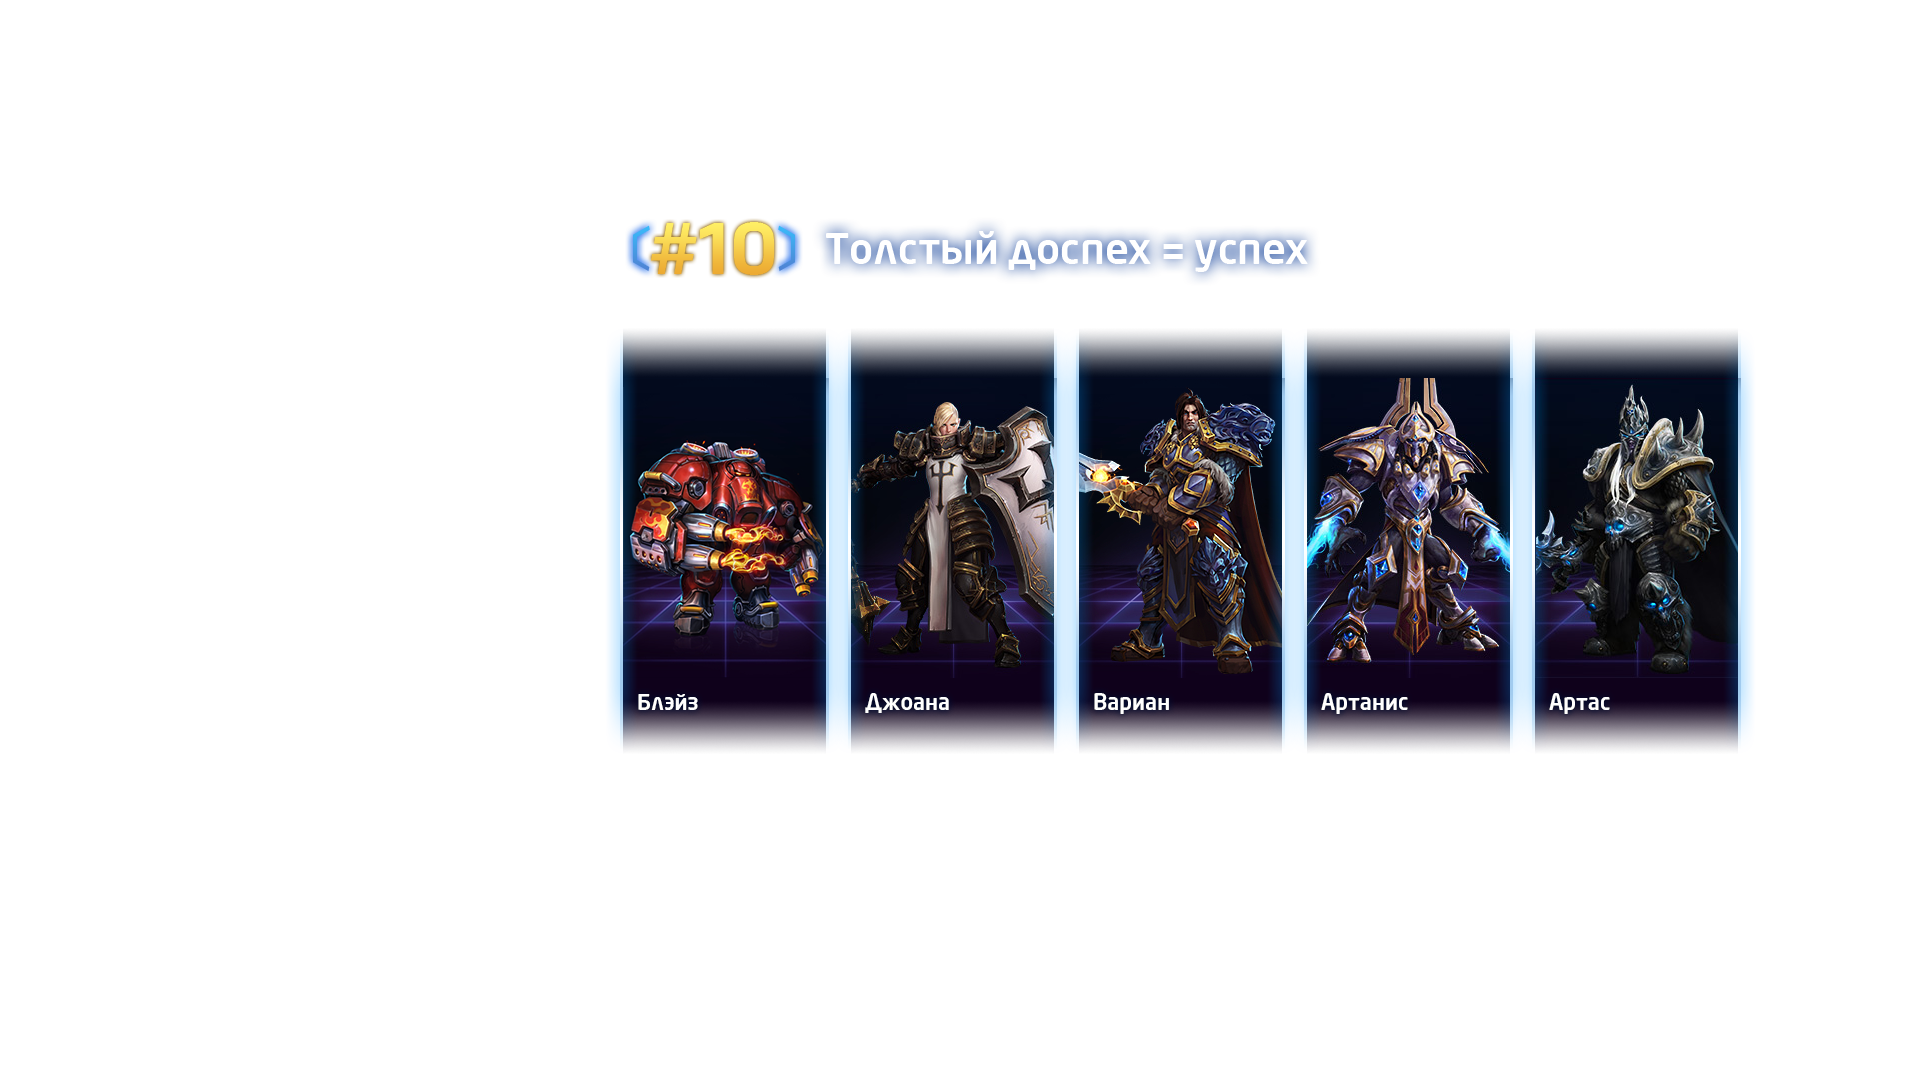 #10 Толстый доспех = успех
Блэйз
Джоана
Вариан
Артанис
Артас